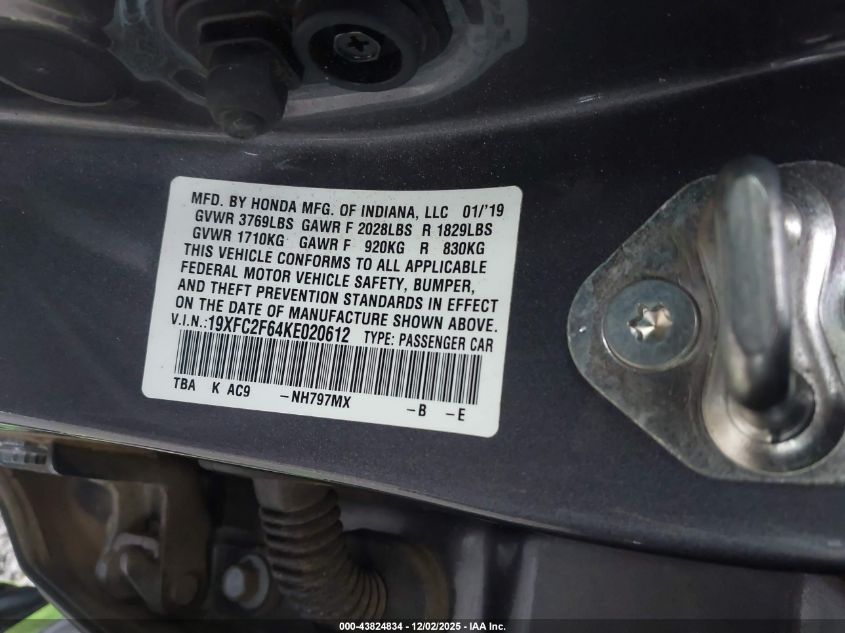 MFD. BY HONDA MFG. OF INDIANA, LLC 01/'19
GVWR 3769LBS GAWR F 2028LBS R 1829LBS
GVWR 1710KG GAWR F 920KG R 830KG
THIS VEHICLE CONFORMS TO ALL APPLICABLE
FEDERAL MOTOR VEHICLE SAFETY, BUMPER,
AND THEFT PREVENTION STANDARDS IN EFFECT
ON THE DATE OF MANUFACTURE SHOWN ABOVE.
V.I.N.:19XFC2F64KE020612 TYPE: PASSENGER CAR
TBA K AC9 -NH797MX -B -E
000-43824834 • 12/02/2025 • IAA Inc.